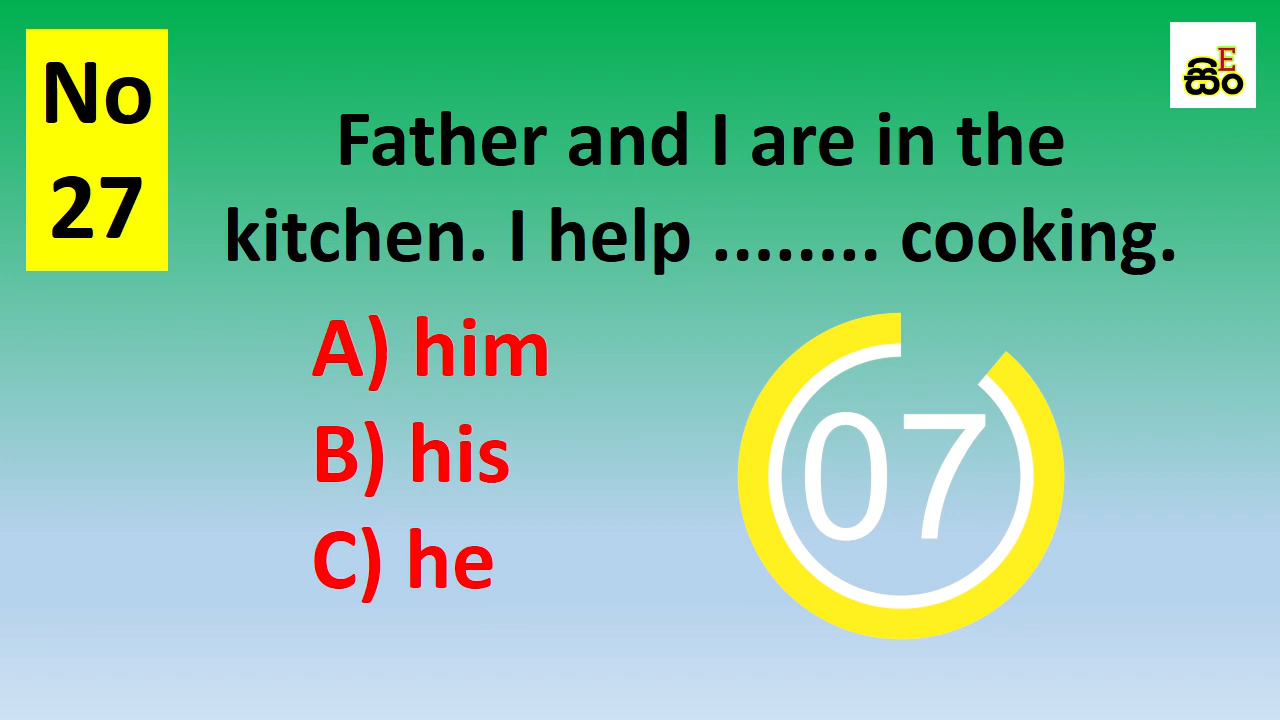 No
27
E
සිං
Father and I are in the
kitchen. I help ........ cooking.
A) him
B) his
C) he
07